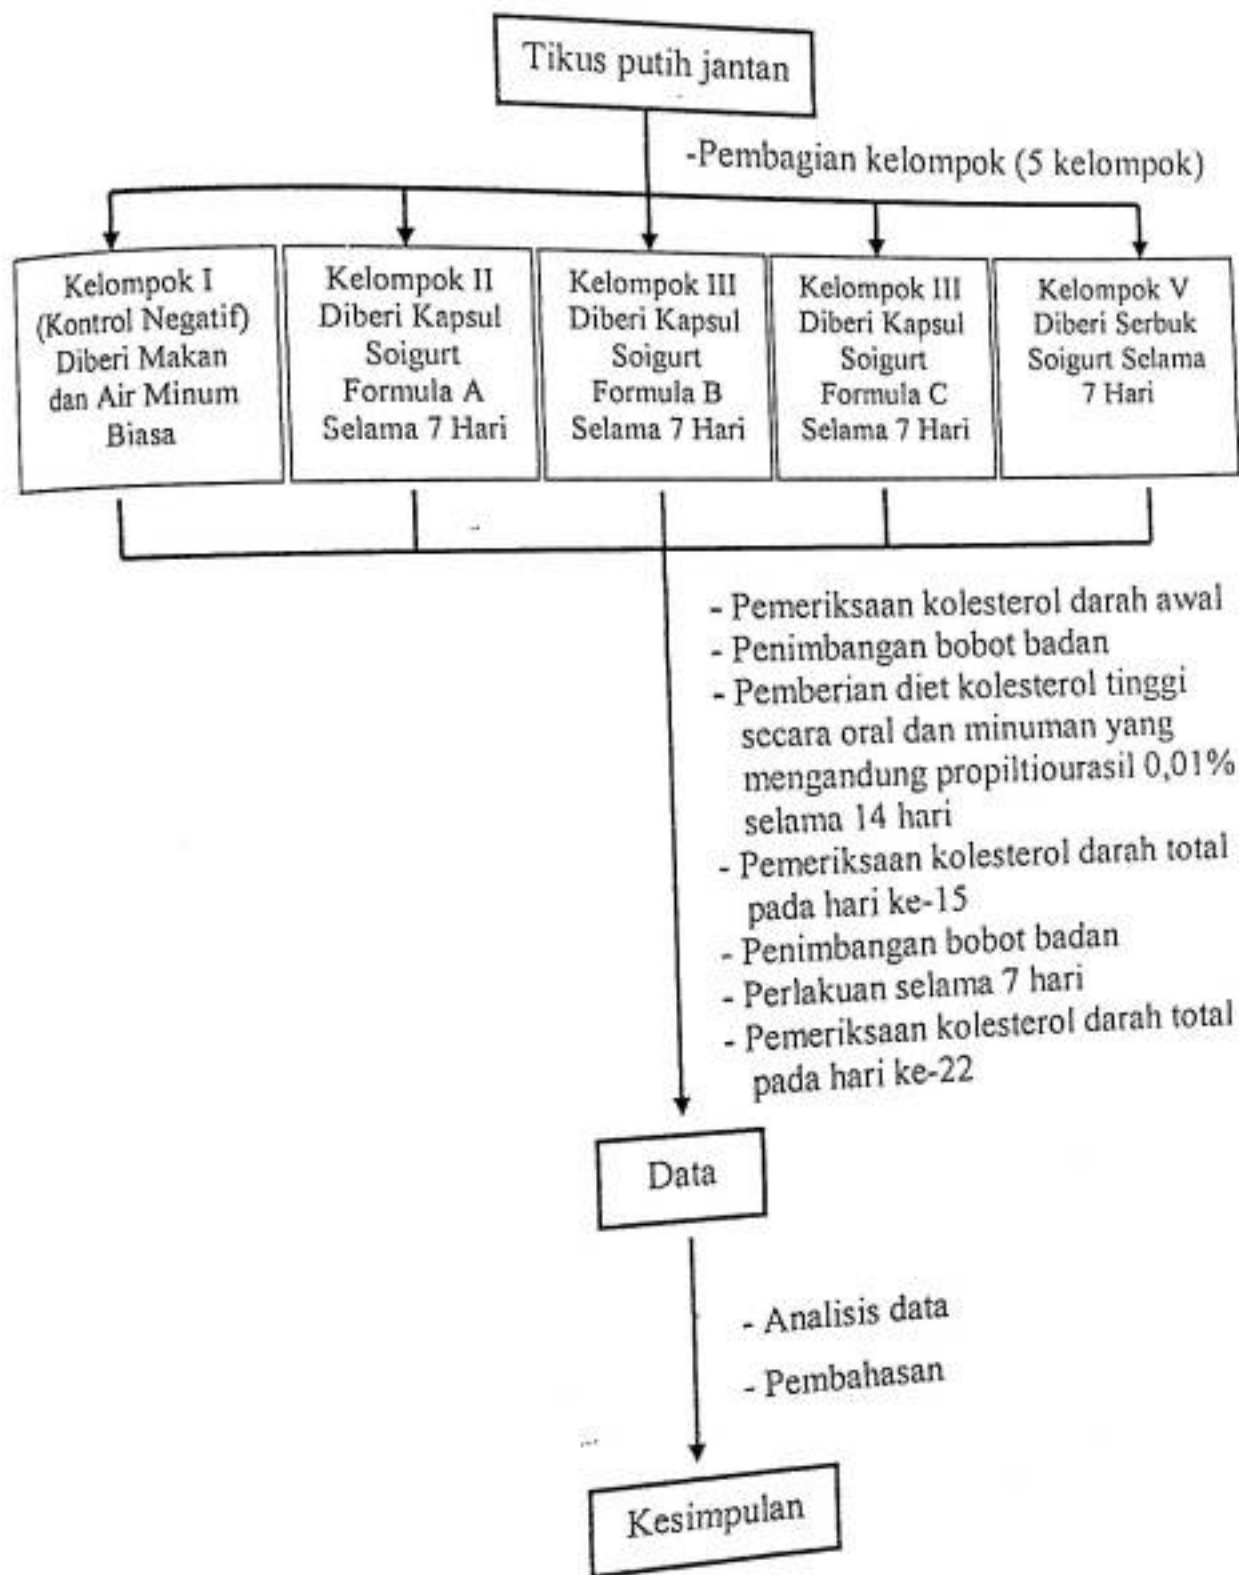 Tikus putih jantan
-Pembagian kelompok (5 kelompok)
Kelompok I
(Kontrol Negatif)
Diberi Makan
dan Air Minum
Biasa
Kelompok II
Diberi Kapsul
Soigurt
Formula A
Selama 7 Hari
Kelompok III
Diberi Kapsul
Soigurt
Formula B
Selama 7 Hari
Kelompok III
Diberi Kapsul
Soigurt
Formula C
Selama 7 Hari
Kelompok V
Diberi Serbuk
Soigurt Selama
7 Hari
- Pemeriksaan kolesterol darah awal
- Penimbangan bobot badan
- Pemberian diet kolesterol tinggi
secara oral dan minuman yang
mengandung propiltiourasil 0,01%
selama 14 hari
- Pemeriksaan kolesterol darah total
pada hari ke-15
- Penimbangan bobot badan
- Perlakuan selama 7 hari
- Pemeriksaan kolesterol darah total
pada hari ke-22
Data
- Analisis data
- Pembahasan
Kesimpulan